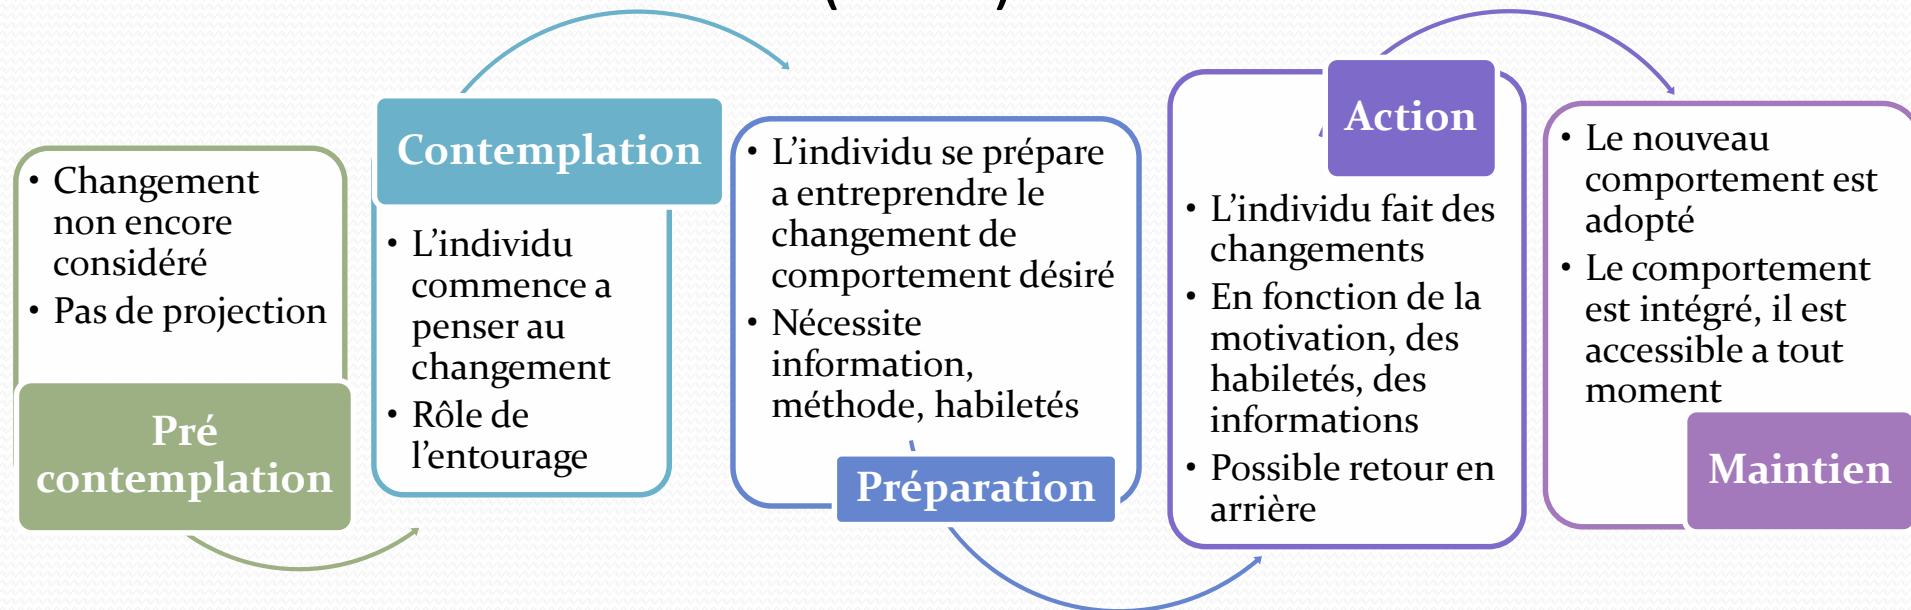 • Changement
non encore
considéré
• Pas de projection
Pré
contemplation
Contemplation
• L’individu
commence a
penser au
changement
• Rôle de
l’entourage
• L’individu se prépare
a entreprendre le
changement de
comportement désiré
• Nécessite
information,
méthode, habiletés
Préparation
Action
• L’individu fait des
changements
• En fonction de la
motivation, des
habiletés, des
informations
• Possible retour en
arrière
• Le nouveau
comportement est
adopté
• Le comportement
est intégré, il est
accessible a tout
moment
Maintien